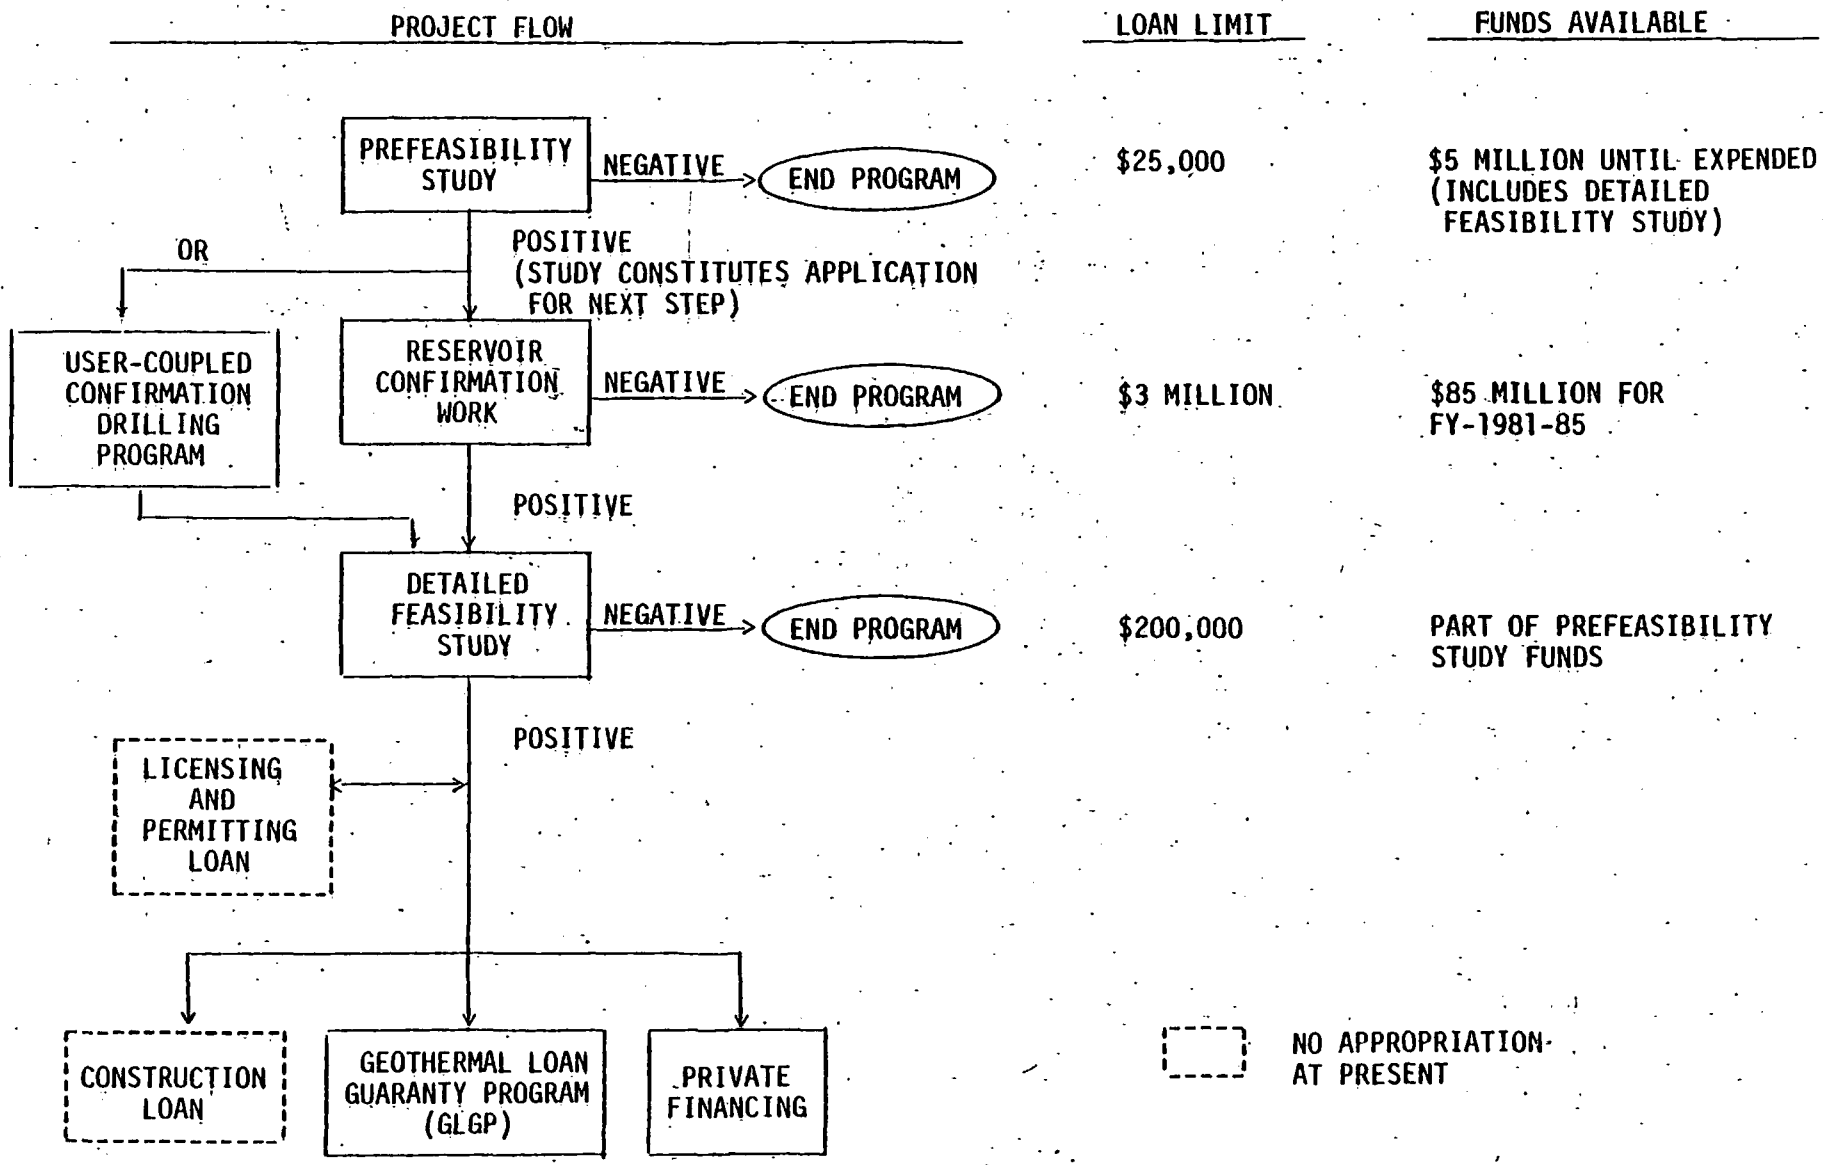 PROJECT FLOW
LOAN LIMIT
FUNDS AVAILABLE
PREFEASIBILITY
STUDY
NEGATIVE
END PROGRAM
$25,000
$5 MILLION UNTIL EXPENDED
(INCLUDES DETAILED
FEASIBILITY STUDY)
OR
POSITIVE
(STUDY CONSTITUTES APPLICATION
FOR NEXT STEP)
USER-COUPLED
CONFIRMATION
DRILLING
PROGRAM
RESERVOIR
CONFIRMATION
WORK
NEGATIVE
END PROGRAM
$3 MILLION
$85 MILLION FOR
FY-1981-85
POSITIVE
DETAILED
FEASIBILITY
STUDY
NEGATIVE
END PROGRAM
$200,000
PART OF PREFEASIBILITY
STUDY FUNDS
POSITIVE
LICENSING
AND
PERMITTING
LOAN
CONSTRUCTION
LOAN
GEOTHERMAL LOAN
GUARANTY PROGRAM
(GLGP)
PRIVATE
FINANCING
NO APPROPRIATION
AT PRESENT